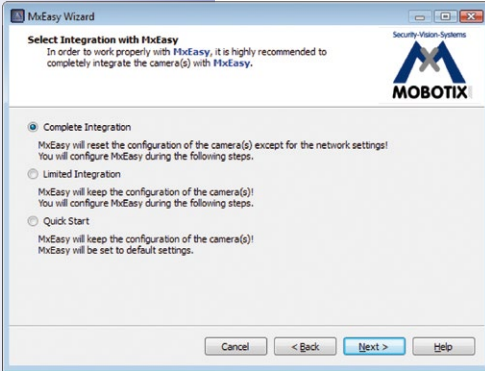 MxEasy Wizard
Select Integration with MxEasy
In order to work properly with MxEasy, it is highly recommended to
completely integrate the camera(s) with MxEasy.
Security-Vision-Systems
MOBOTIX
Complete Integration
MxEasy will reset the configuration of the camera(s) except for the network settings!
You will configure MxEasy during the following steps.
Limited Integration
MxEasy will keep the configuration of the camera(s)!
You will configure MxEasy during the following steps.
Quick Start
MxEasy will keep the configuration of the camera(s)!
MxEasy will be set to default settings.
Cancel
< Back
Next >
Help